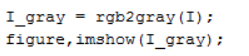 I_gray = rgb2gray(I);
figure,imshow(I_gray);